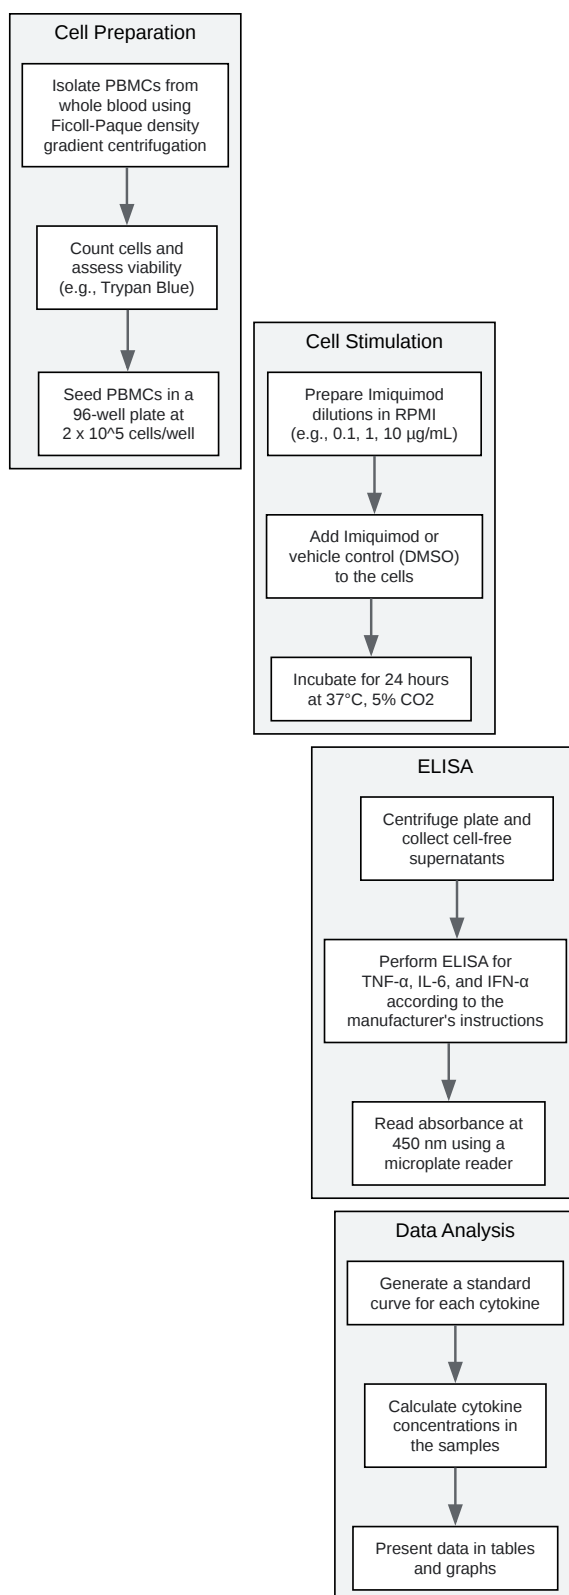 Cell Preparation
Isolate PBMCs from
whole blood using
Ficoll-Paque density
gradient centrifugation
Count cells and
assess viability
(e.g., Trypan Blue)
Seed PBMCs in a
96-well plate at
2 x 10^5 cells/well
Cell Stimulation
Prepare Imiquimod
dilutions in RPMI
(e.g., 0.1, 1, 10 µg/mL)
Add Imiquimod or
vehicle control (DMSO)
to the cells
Incubate for 24 hours
at 37°C, 5% CO2
ELISA
Centrifuge plate and
collect cell-free
supernatants
Perform ELISA for
TNF-α, IL-6, and IFN-α
according to the
manufacturer's instructions
Read absorbance at
450 nm using a
microplate reader
Data Analysis
Generate a standard
curve for each cytokine
Calculate cytokine
concentrations in
the samples
Present data in tables
and graphs